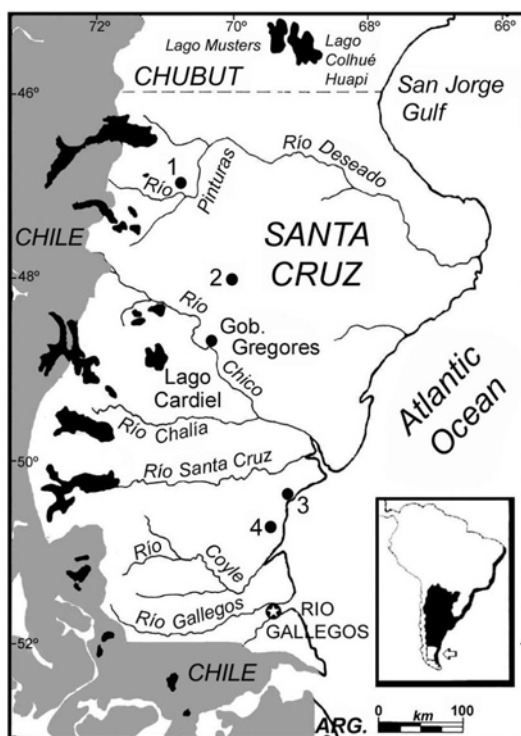 72°
70°
68°
66°
Lago Musters
Lago
Colhué
Huapi
CHUBUT
46°
San Jorge
Gulf
Río Deseado
1
Río
Pinturas
CHILE
SANTA
CRUZ
48°
2
Río
Gob.
Gregores
Chico
Lago
Cardiel
Atlantic
Ocean
Río Chalía
50°
Río Santa Cruz
3
4
Río
Coyle
Río Gallegos
RIO
GALLEGOS
52°
CHILE
ARG.
0 km 100